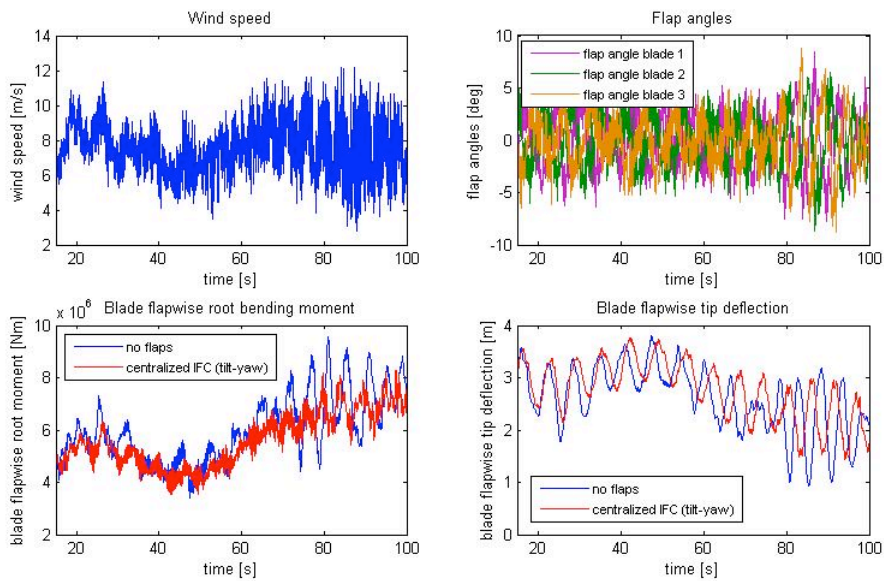 Wind speed
wind speed [m/s]
14
12
10
8
6
4
2
20 40 60 80 100
time [s]
Flap angles
flap angles [deg]
10
5
0
-5
-10
flap angle blade 1
flap angle blade 2
flap angle blade 3
20 40 60 80 100
time [s]
x 10^6
Blade flapwise root bending moment
blade flapwise root moment [Nm]
10
8
6
4
2
no flaps
centralized IFC (tilt-yaw)
20 40 60 80 100
time [s]
Blade flapwise tip deflection
blade flapwise tip deflection [m]
4
3
2
1
0
no flaps
centralized IFC (tilt-yaw)
20 40 60 80 100
time [s]